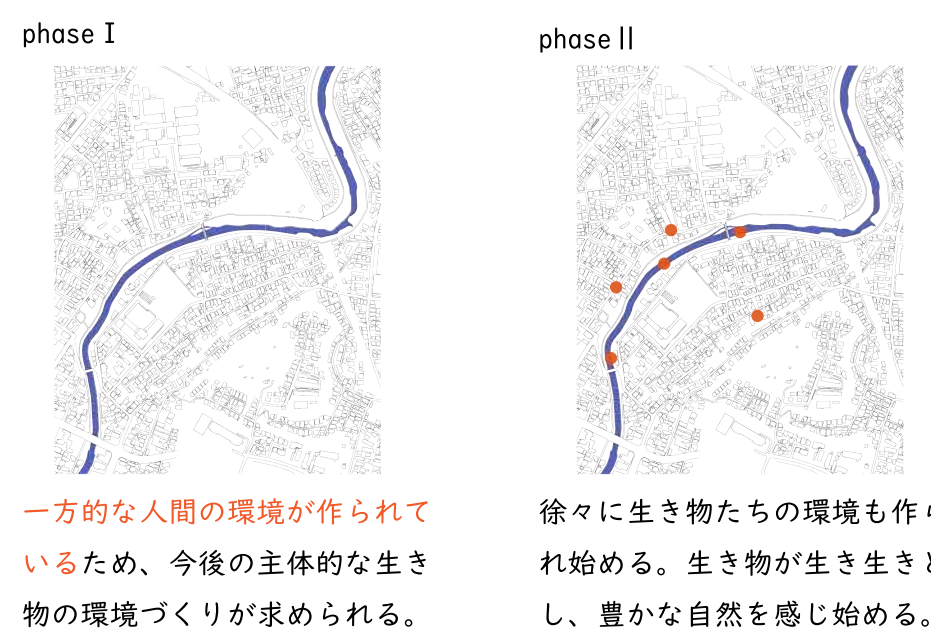 phase Ⅰ
一方的な人間の環境が作られて
いるため、今後の主体的な生き
物の環境づくりが求められる。
phase Ⅱ
徐々に生き物たちの環境も作ら
れ始める。生き物が生き生きと
し、豊かな自然を感じ始める。